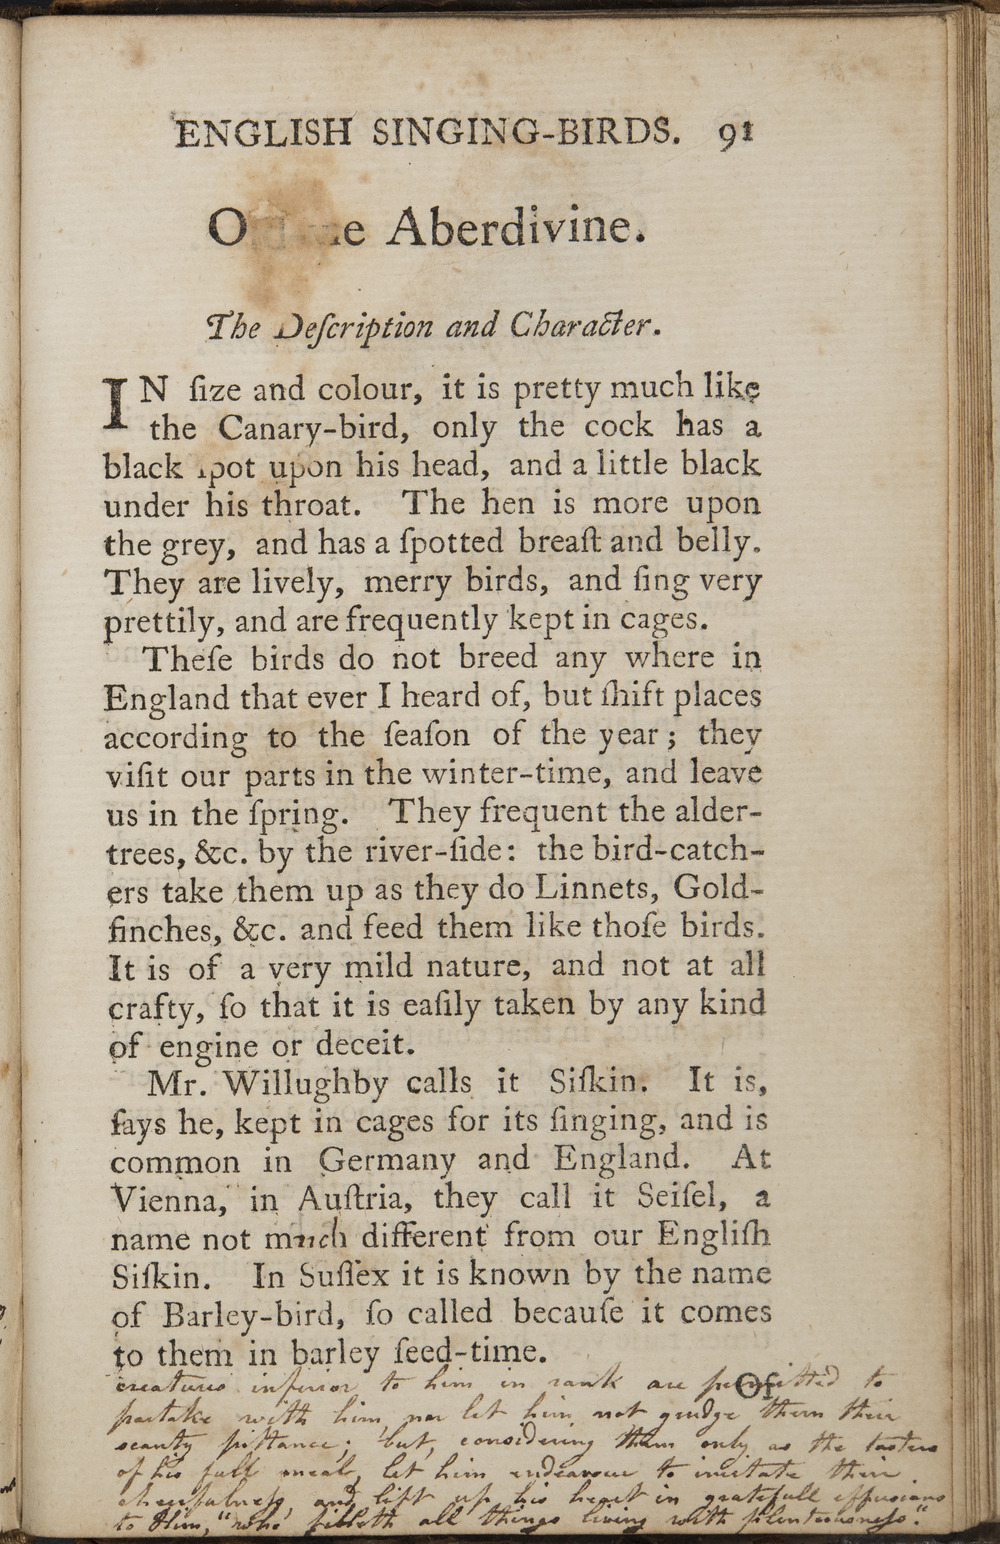 ENGLISH SINGING-BIRDS. 91
Of the Aberdivine.
The Deſcription and Character.
IN ſize and colour, it is pretty much like
the Canary-bird, only the cock has a
black ſpot upon his head, and a little black
under his throat. The hen is more upon
the grey, and has a ſpotted breaſt and belly.
They are lively, merry birds, and ſing very
prettily, and are frequently kept in cages.
Theſe birds do not breed any where in
England that ever I heard of, but ſhift places
according to the ſeaſon of the year; they
viſit our parts in the winter-time, and leave
us in the ſpring. They frequent the alder-
trees, &c. by the river-ſide: the bird-catch-
ers take them up as they do Linnets, Gold-
finches, &c. and feed them like thoſe birds.
It is of a very mild nature, and not at all
crafty, ſo that it is eaſily taken by any kind
of engine or deceit.
Mr. Willughby calls it Siſkin. It is,
ſays he, kept in cages for its ſinging, and is
common in Germany and England. At
Vienna, in Auſtria, they call it Seiſel, a
name not much different from our Engliſh
Siſkin. In Suſſex it is known by the name
of Barley-bird, ſo called becauſe it comes
to them in barley ſeed-time.
Of
creatures inferior to him in rank are permitted to
partake with him, nor let him not grudge them their
scanty pittance; but, considering them only as the tasters
of his full meal, let him endeavour to imitate their
chearfulneſs, and lift up his heart in gratefull effusions
to Him, "who filleth all things living with plenteousneſs."